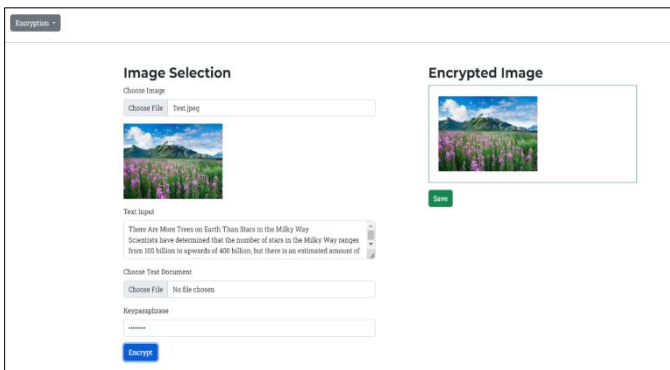 Encryption
Image Selection
Choose Image
Choose File Test.jpeg
Text Input
There Are More Trees on Earth Than Stars in the Milky Way
Scientists have determined that the number of stars in the Milky Way ranges
from 100 billion to upwards of 400 billion, but there is an estimated amount of
Choose Text Document
Choose File No file chosen
Keypassphrase
••••••••
Encrypt
Encrypted Image
Save